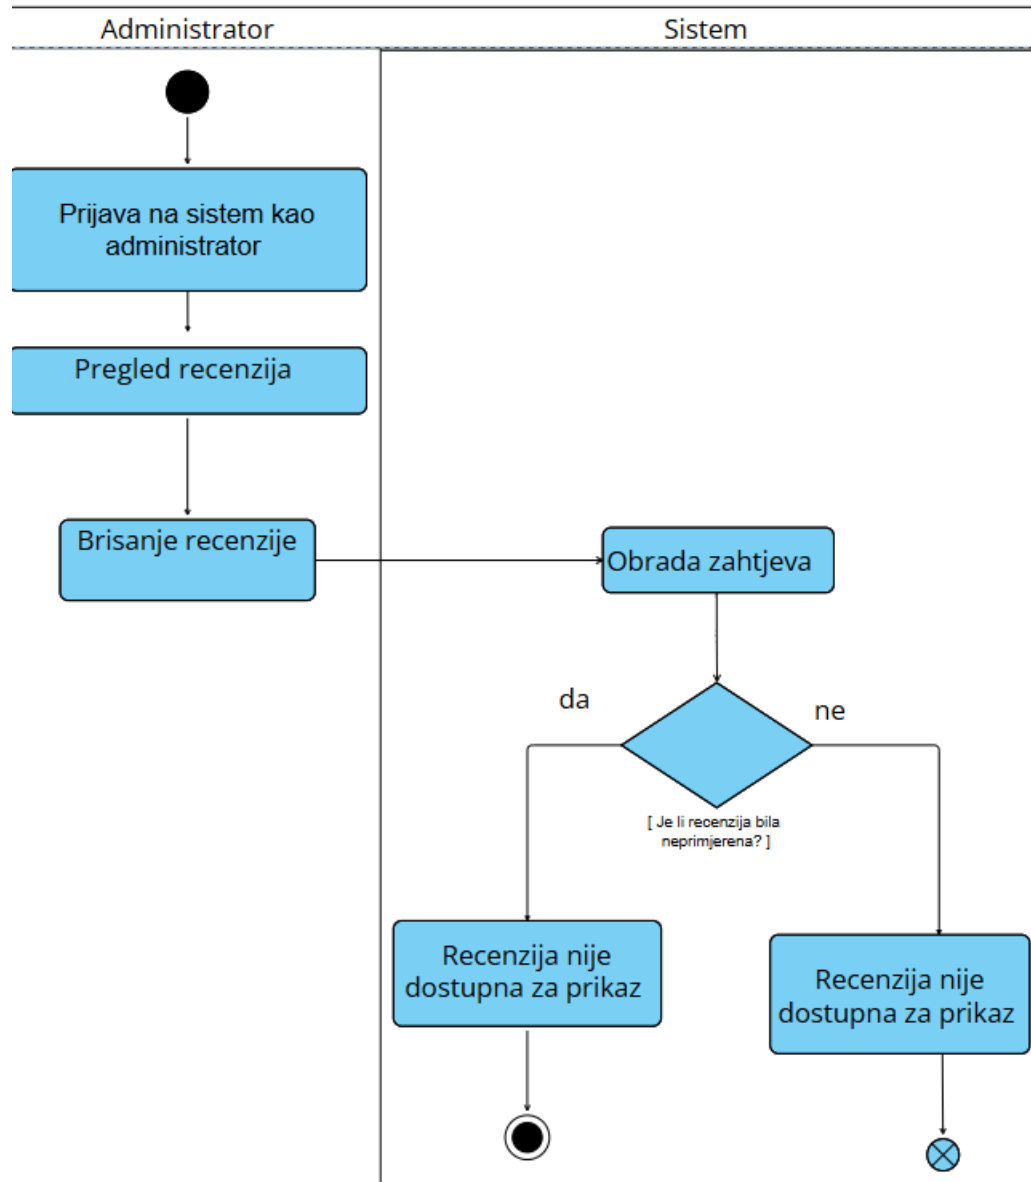 Administrator
Sistem
Prijava na sistem kao
administrator
Pregled recenzija
Brisanje recenzije
Obrada zahtjeva
da
ne
[ Je li recenzija bila
neprimjerena? ]
Recenzija nije
dostupna za prikaz
Recenzija nije
dostupna za prikaz